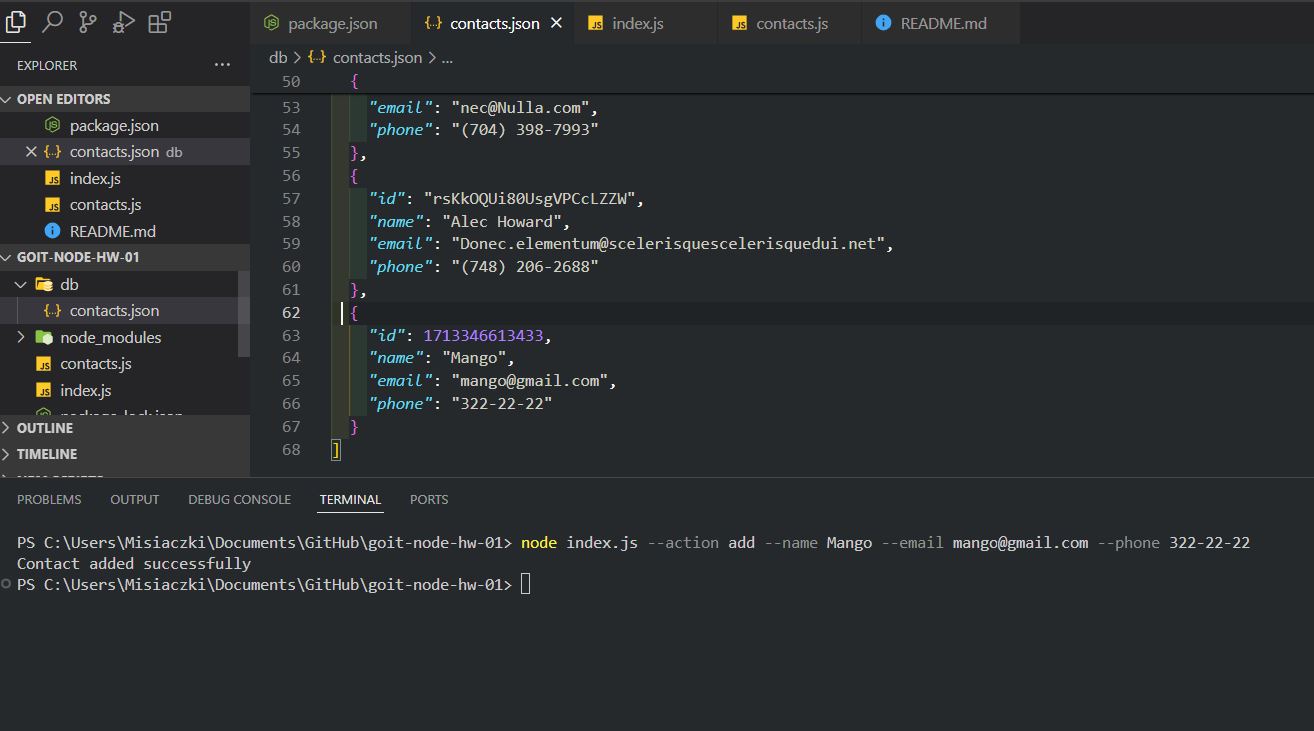 package.json
contacts.json
index.js
contacts.js
README.md
EXPLORER
OPEN EDITORS
package.json
contacts.json db
index.js
contacts.js
README.md
GOIT-NODE-HW-01
db
contacts.json
node_modules
contacts.js
index.js
package-lock.json
OUTLINE
TIMELINE
db > contacts.json > ...
50 {
53 "email": "nec@Nulla.com",
54 "phone": "(704) 398-7993"
55 },
56 {
57 "id": "rsKkOQUi80UsgVPCcLZZW",
58 "name": "Alec Howard",
59 "email": "Donec.elementum@scelerisquescelerisquedui.net",
60 "phone": "(748) 206-2688"
61 },
62 {
63 "id": 1713346613433,
64 "name": "Mango",
65 "email": "mango@gmail.com",
66 "phone": "322-22-22"
67 }
68 ]
PROBLEMS OUTPUT DEBUG CONSOLE TERMINAL PORTS
PS C:\Users\Misiaczki\Documents\GitHub\goit-node-hw-01> node index.js --action add --name Mango --email mango@gmail.com --phone 322-22-22
Contact added successfully
PS C:\Users\Misiaczki\Documents\GitHub\goit-node-hw-01>